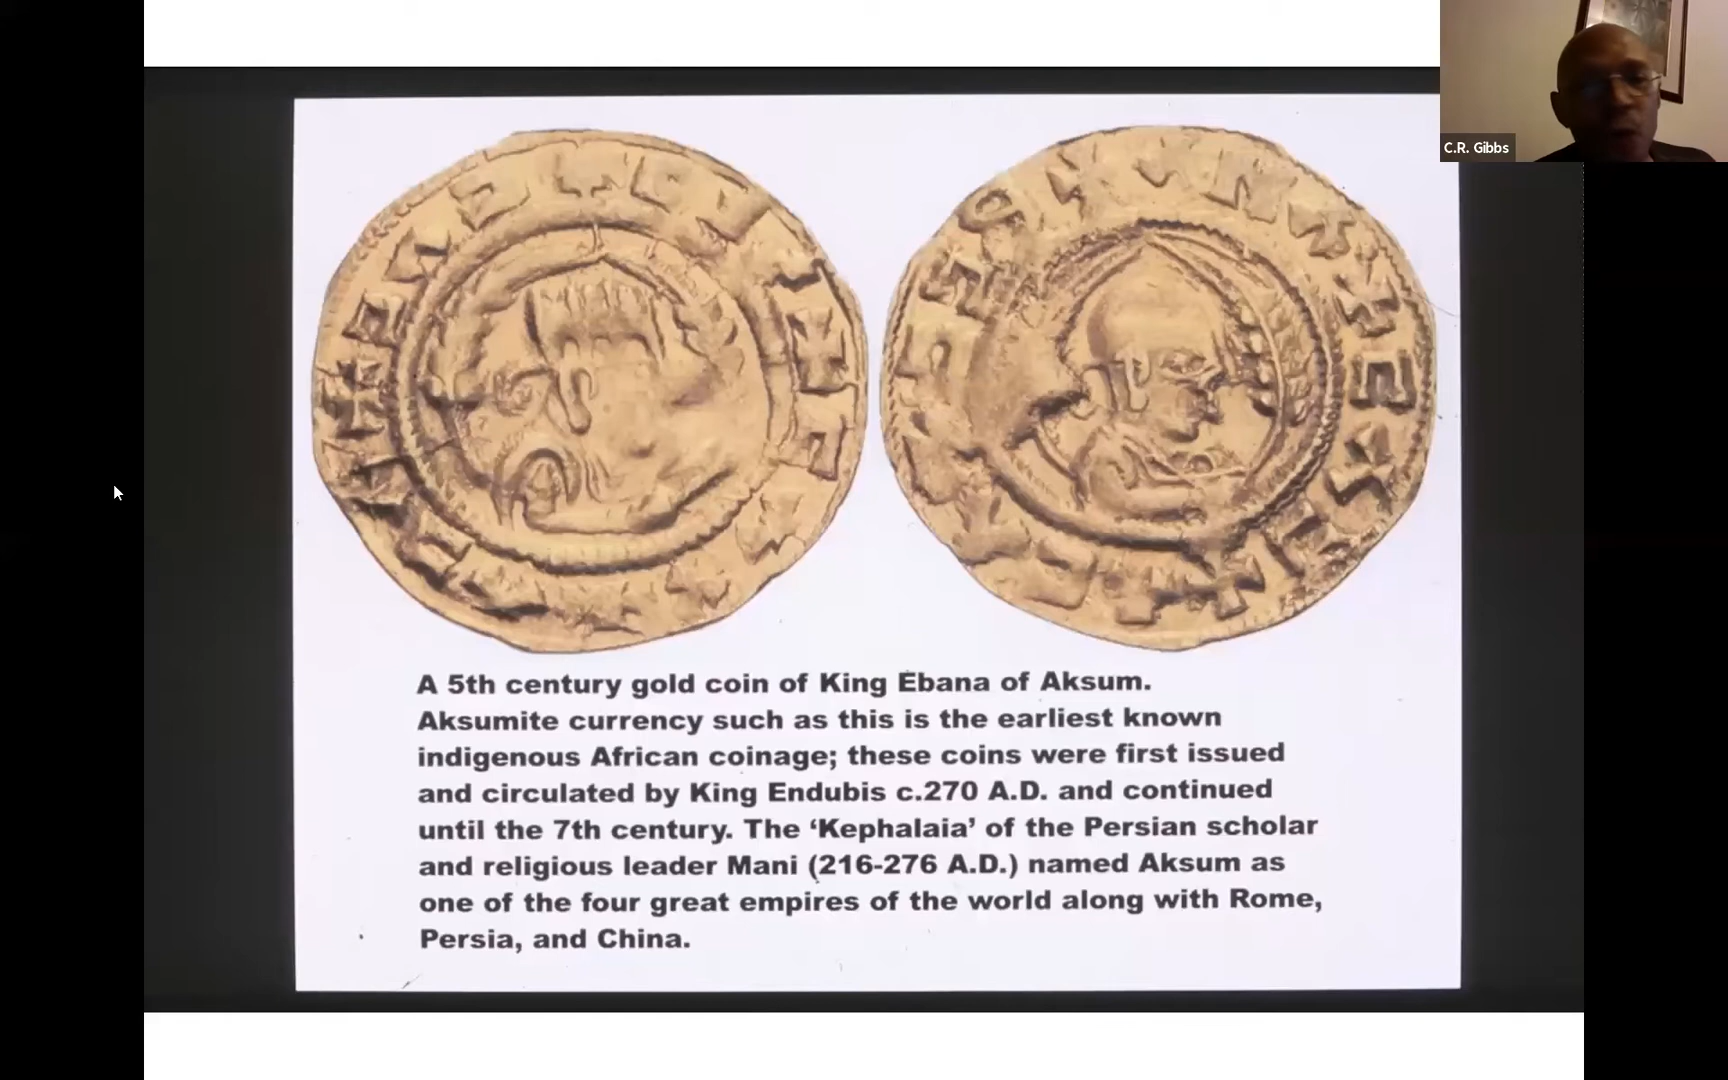 C.R. Gibbs
A 5th century gold coin of King Ebana of Aksum.
Aksumite currency such as this is the earliest known
indigenous African coinage; these coins were first issued
and circulated by King Endubis c.270 A.D. and continued
until the 7th century. The ‘Kephalaia’ of the Persian scholar
and religious leader Mani (216-276 A.D.) named Aksum as
one of the four great empires of the world along with Rome,
Persia, and China.